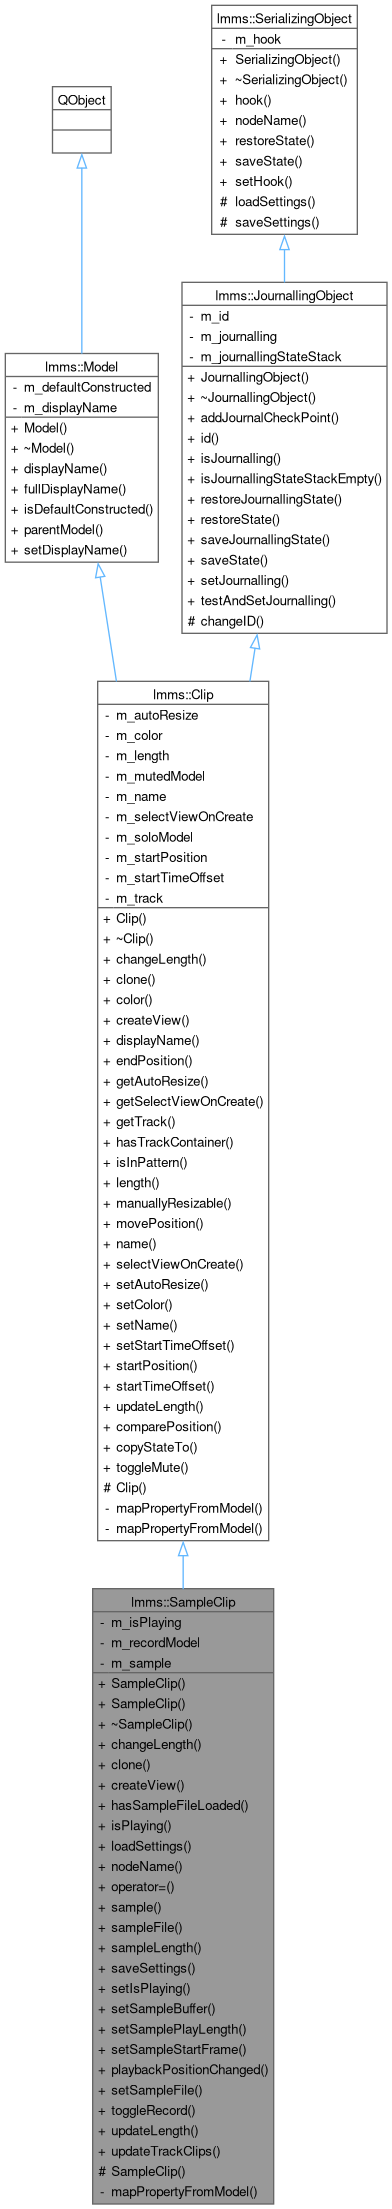 lmms::SerializingObject
- m_hook
+ SerializingObject()
+ ~SerializingObject()
+ hook()
+ nodeName()
+ restoreState()
+ saveState()
+ setHook()
# loadSettings()
# saveSettings()
QObject
lmms::JournallingObject
- m_id
- m_journalling
- m_journallingStateStack
+ JournallingObject()
+ ~JournallingObject()
+ addJournalCheckPoint()
+ id()
+ isJournalling()
+ isJournallingStateStackEmpty()
+ restoreJournallingState()
+ restoreState()
+ saveJournallingState()
+ saveState()
+ setJournalling()
+ testAndSetJournalling()
# changeID()
lmms::Model
- m_defaultConstructed
- m_displayName
+ Model()
+ ~Model()
+ displayName()
+ fullDisplayName()
+ isDefaultConstructed()
+ parentModel()
+ setDisplayName()
lmms::Clip
- m_autoResize
- m_color
- m_length
- m_mutedModel
- m_name
- m_selectViewOnCreate
- m_soloModel
- m_startPosition
- m_startTimeOffset
- m_track
+ Clip()
+ ~Clip()
+ changeLength()
+ clone()
+ color()
+ createView()
+ displayName()
+ endPosition()
+ getAutoResize()
+ getSelectViewOnCreate()
+ getTrack()
+ hasTrackContainer()
+ isInPattern()
+ length()
+ manuallyResizable()
+ movePosition()
+ name()
+ selectViewOnCreate()
+ setAutoResize()
+ setColor()
+ setName()
+ setStartTimeOffset()
+ startPosition()
+ startTimeOffset()
+ updateLength()
+ comparePosition()
+ copyStateTo()
+ toggleMute()
# Clip()
- mapPropertyFromModel()
- mapPropertyFromModel()
lmms::SampleClip
- m_isPlaying
- m_recordModel
- m_sample
+ SampleClip()
+ SampleClip()
+ ~SampleClip()
+ changeLength()
+ clone()
+ createView()
+ hasSampleFileLoaded()
+ isPlaying()
+ loadSettings()
+ nodeName()
+ operator=()
+ sample()
+ sampleFile()
+ sampleLength()
+ saveSettings()
+ setIsPlaying()
+ setSampleBuffer()
+ setSamplePlayLength()
+ setSampleStartFrame()
+ playbackPositionChanged()
+ setSampleFile()
+ toggleRecord()
+ updateLength()
+ updateTrackClips()
# SampleClip()
- mapPropertyFromModel()